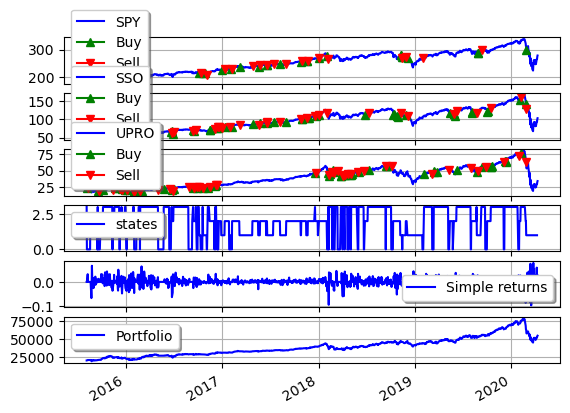 SPY
Buy
Sell
300
200
SSO
Buy
Sell
150
100
50
UPRO
Buy
Sell
75
50
25
states
2.5
0.0
Simple returns
0.0
−0.1
Portfolio
75000
50000
25000
2016 2017 2018 2019 2020